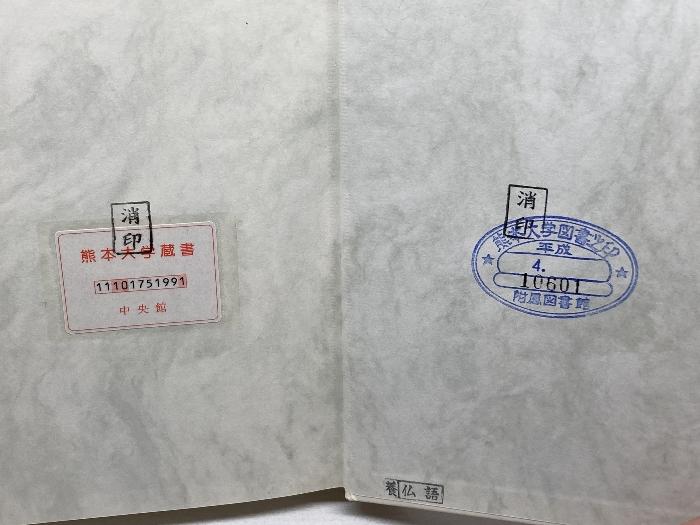 消
印
熊本大学蔵書
11101751991
中央館
消
印
熊本大学図書之印
平成
4.
10601
附属図書館
養 仏語